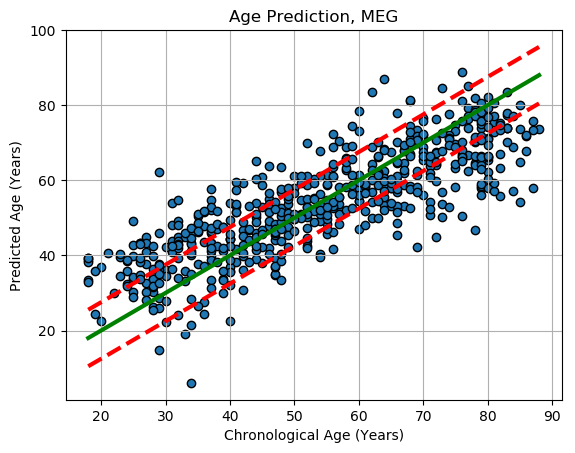 Age Prediction, MEG
Predicted Age (Years)
100
80
60
40
20
20 30 40 50 60 70 80 90
Chronological Age (Years)